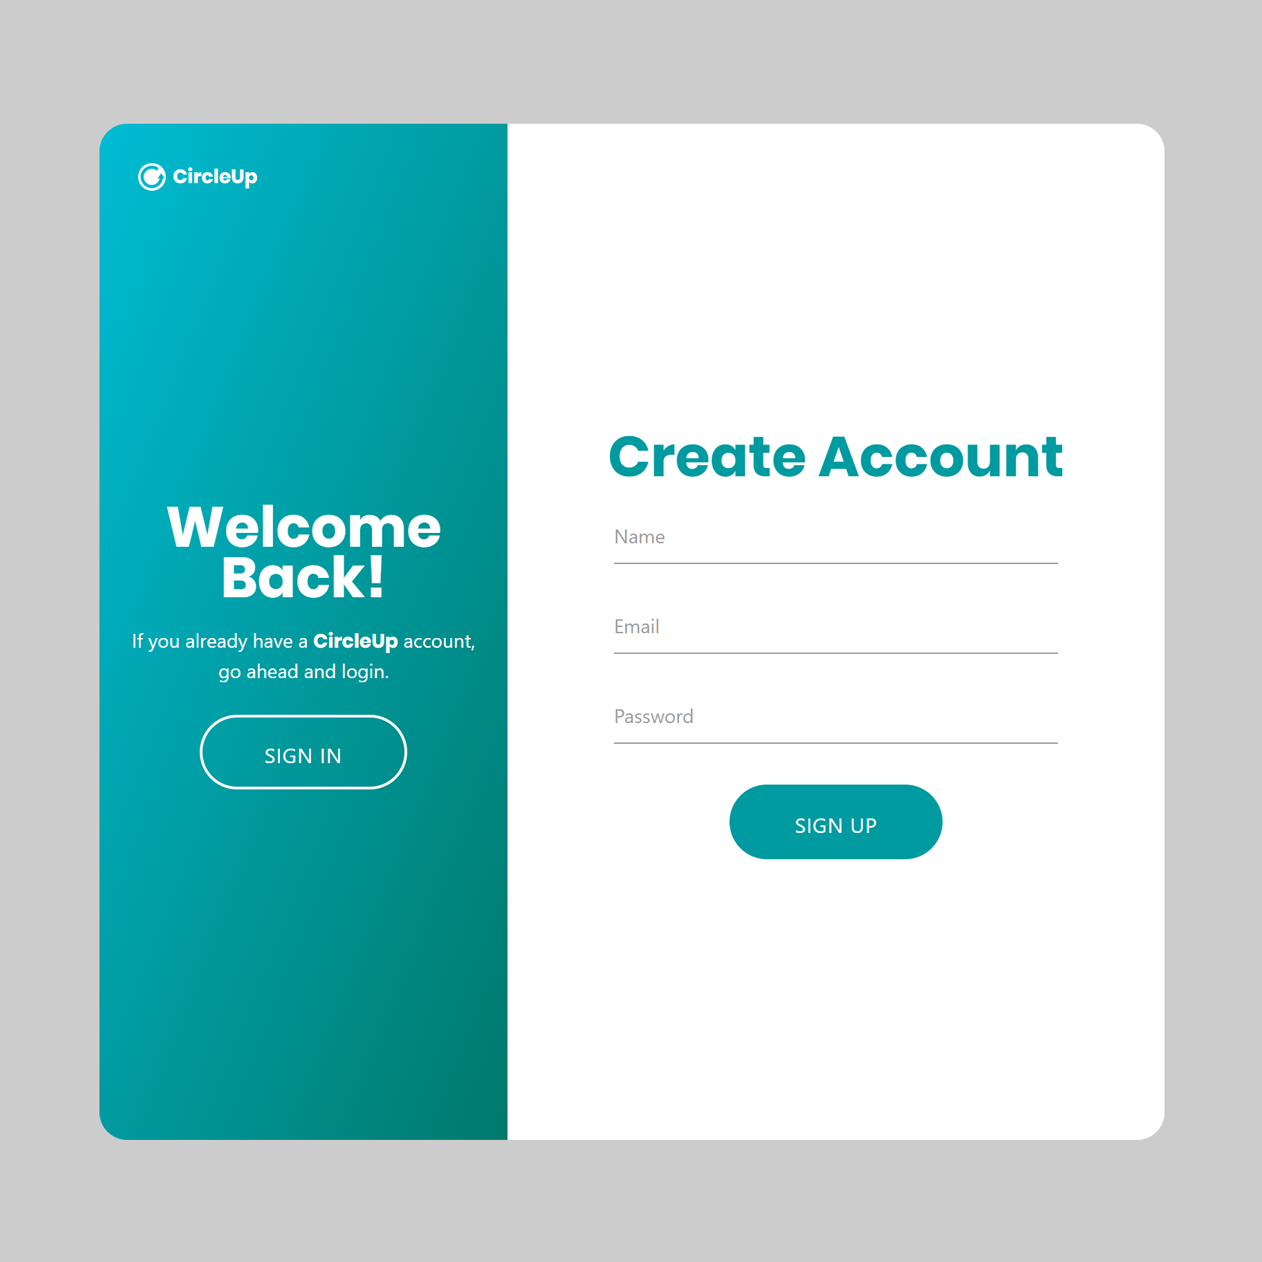 CircleUp
Welcome
Back!
If you already have a CircleUp account,
go ahead and login.
SIGN IN
Create Account
Name
Email
Password
SIGN UP